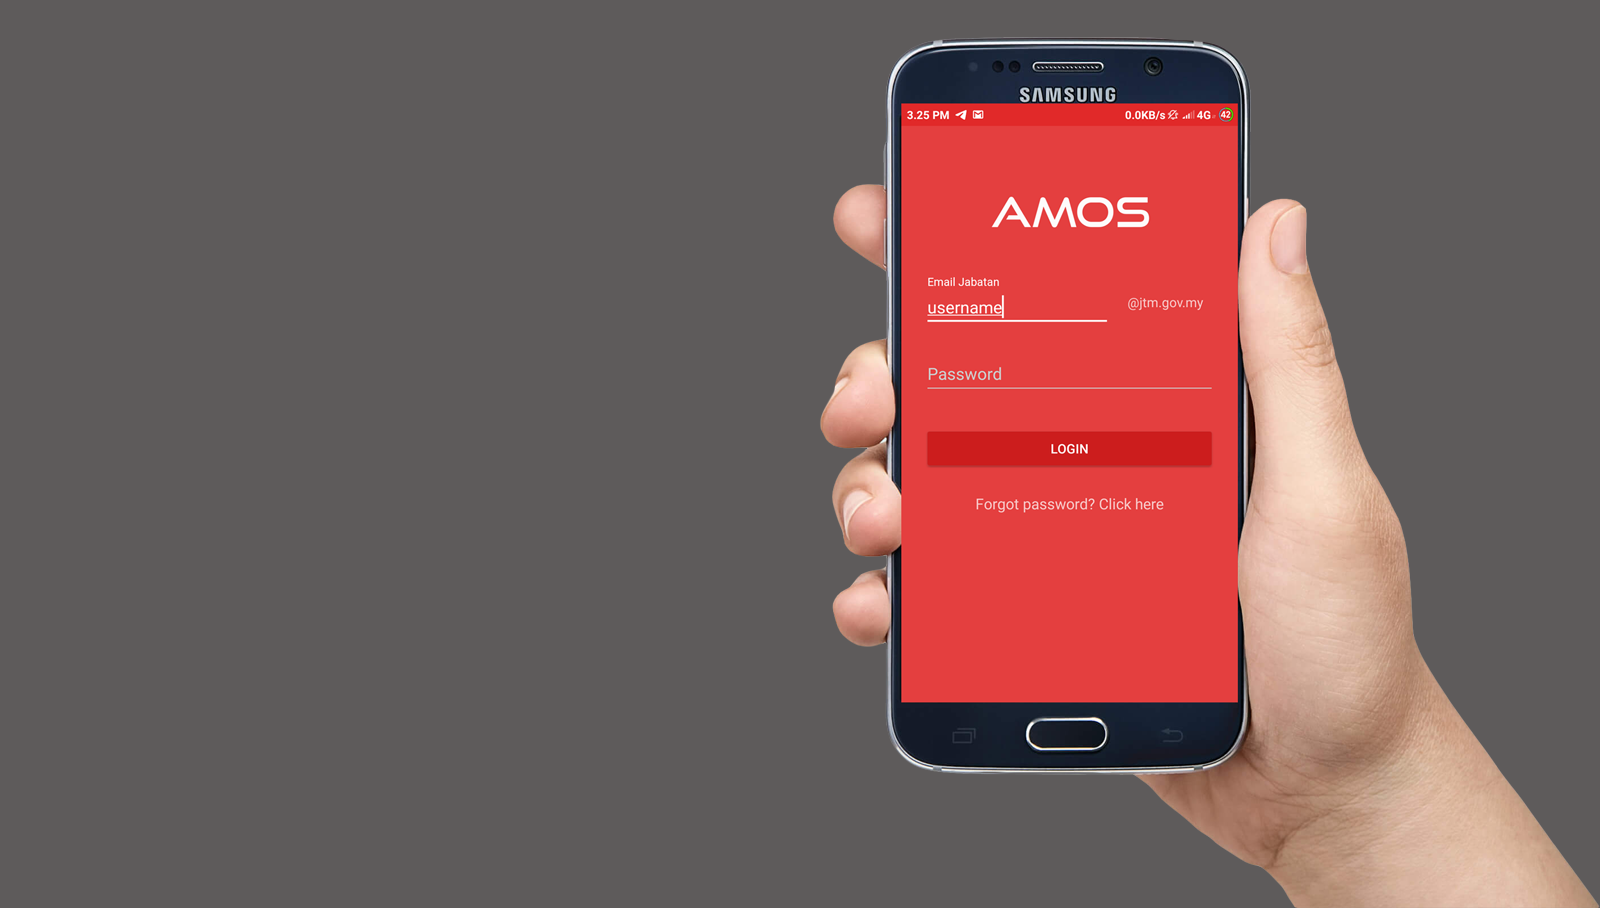 SAMSUNG
3.25 PM 0.0KB/s 4G 42
AMOS
Email Jabatan
username @jtm.gov.my
Password
LOGIN
Forgot password? Click here